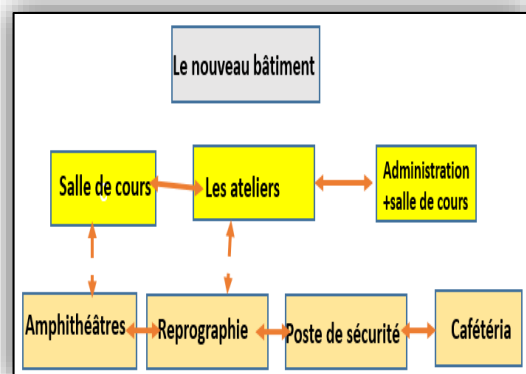 Le nouveau bâtiment
Salle de cours
Les ateliers
Administration
+salle de cours
Amphithéâtres
Reprographie
Poste de sécurité
Cafétéria